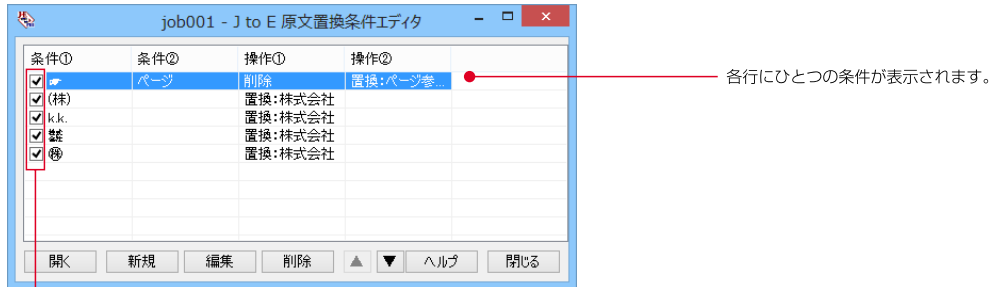 job001 - J to E 原文置換条件エディタ
条件① 条件② 操作① 操作②
☛ ページ 削除 置換:ページ参...
各行にひとつの条件が表示されます。
(株) 置換:株式会社
k.k. 置換:株式会社
㍿ 置換:株式会社
㊑ 置換:株式会社
開く 新規 編集 削除 ▲ ▼ ヘルプ 閉じる